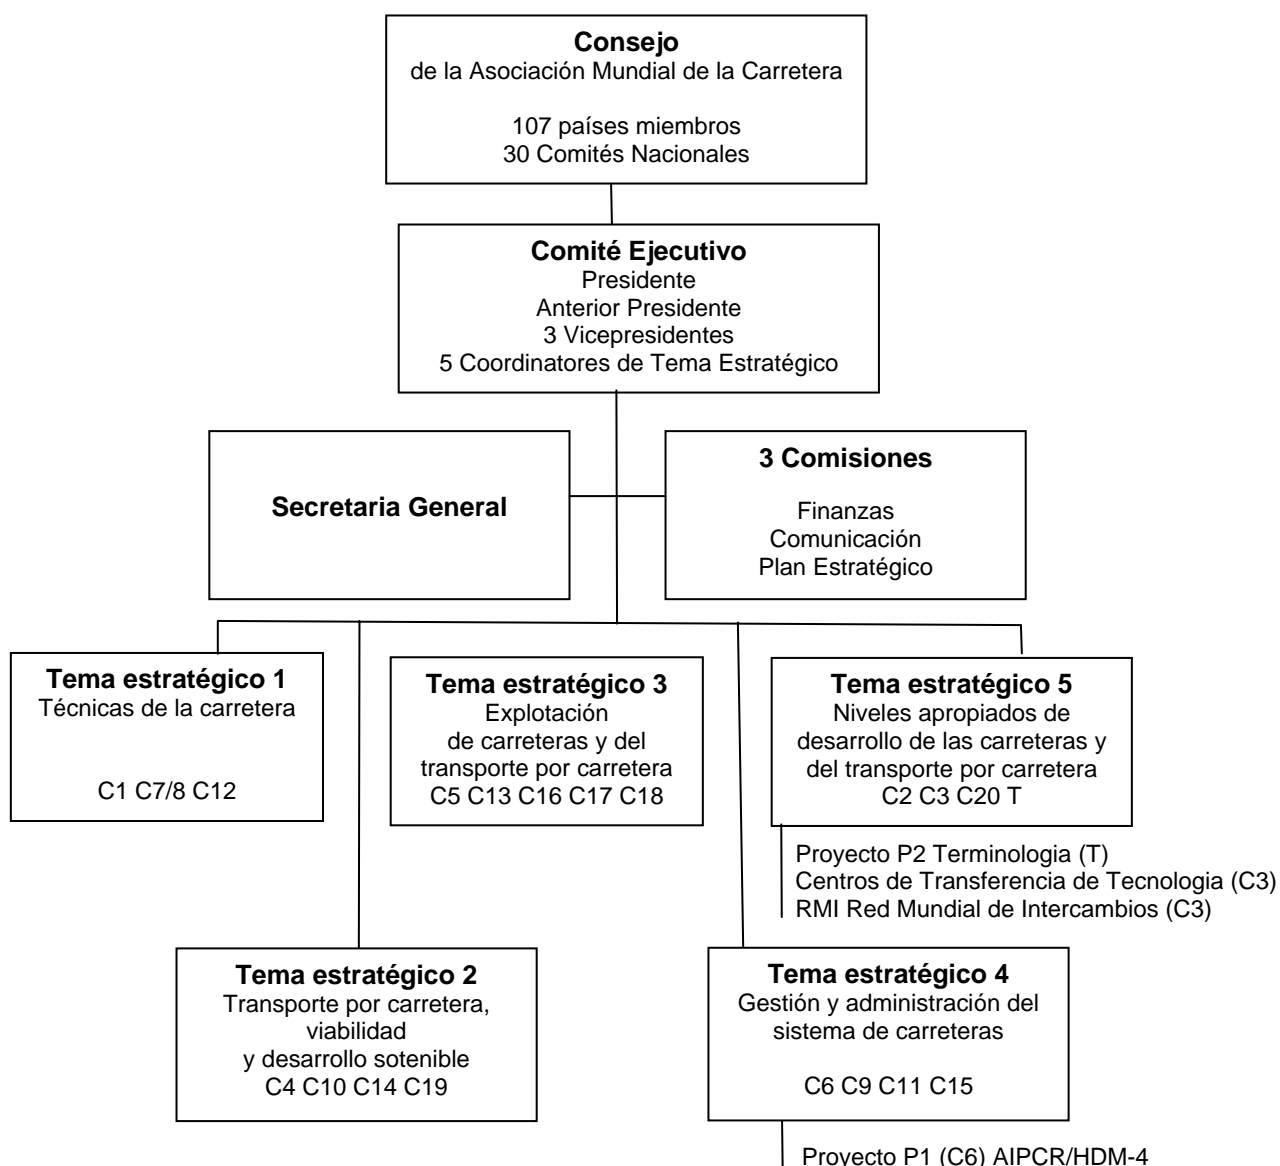 Consejo
de la Asociación Mundial de la Carretera
107 países miembros
30 Comités Nacionales
Comité Ejecutivo
Presidente
Anterior Presidente
3 Vicepresidentes
5 Coordinatores de Tema Estratégico
Secretaria General
3 Comisiones
Finanzas
Comunicación
Plan Estratégico
Tema estratégico 1
Técnicas de la carretera
C1 C7/8 C12
Tema estratégico 3
Explotación
de carreteras y del
transporte por carretera
C5 C13 C16 C17 C18
Tema estratégico 5
Niveles apropiados de
desarrollo de las carreteras y
del transporte por carretera
C2 C3 C20 T
Proyecto P2 Terminologia (T)
Centros de Transferencia de Tecnologia (C3)
RMI Red Mundial de Intercambios (C3)
Tema estratégico 2
Transporte por carretera,
viabilidad
y desarrollo sotenible
C4 C10 C14 C19
Tema estratégico 4
Gestión y administración del
sistema de carreteras
C6 C9 C11 C15
Proyecto P1 (C6) AIPCR/HDM-4